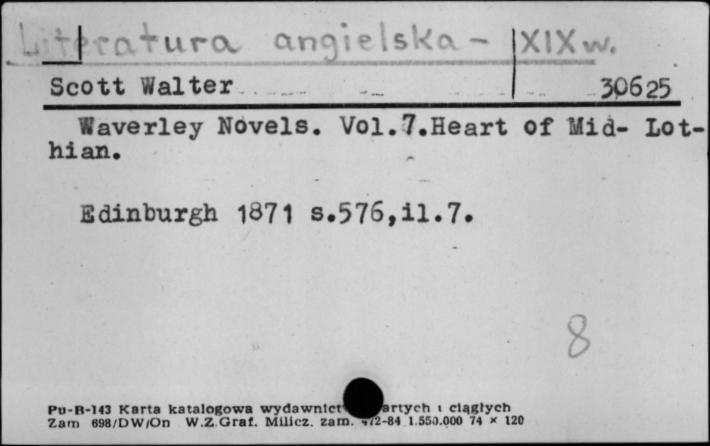 Literatura angielska - XIX w.
Scott Walter 30625
Waverley Novels. Vol.7.Heart of Mid- Lot-
hian.
Edinburgh 1871 s.576,il.7.
8
Pu-B-143 Karta katalogowa wydawnict artych i ciągłych
Zam 698/DW/On W.Z.Graf. Milicz. zam. 472-84 1.550.000 74 × 120